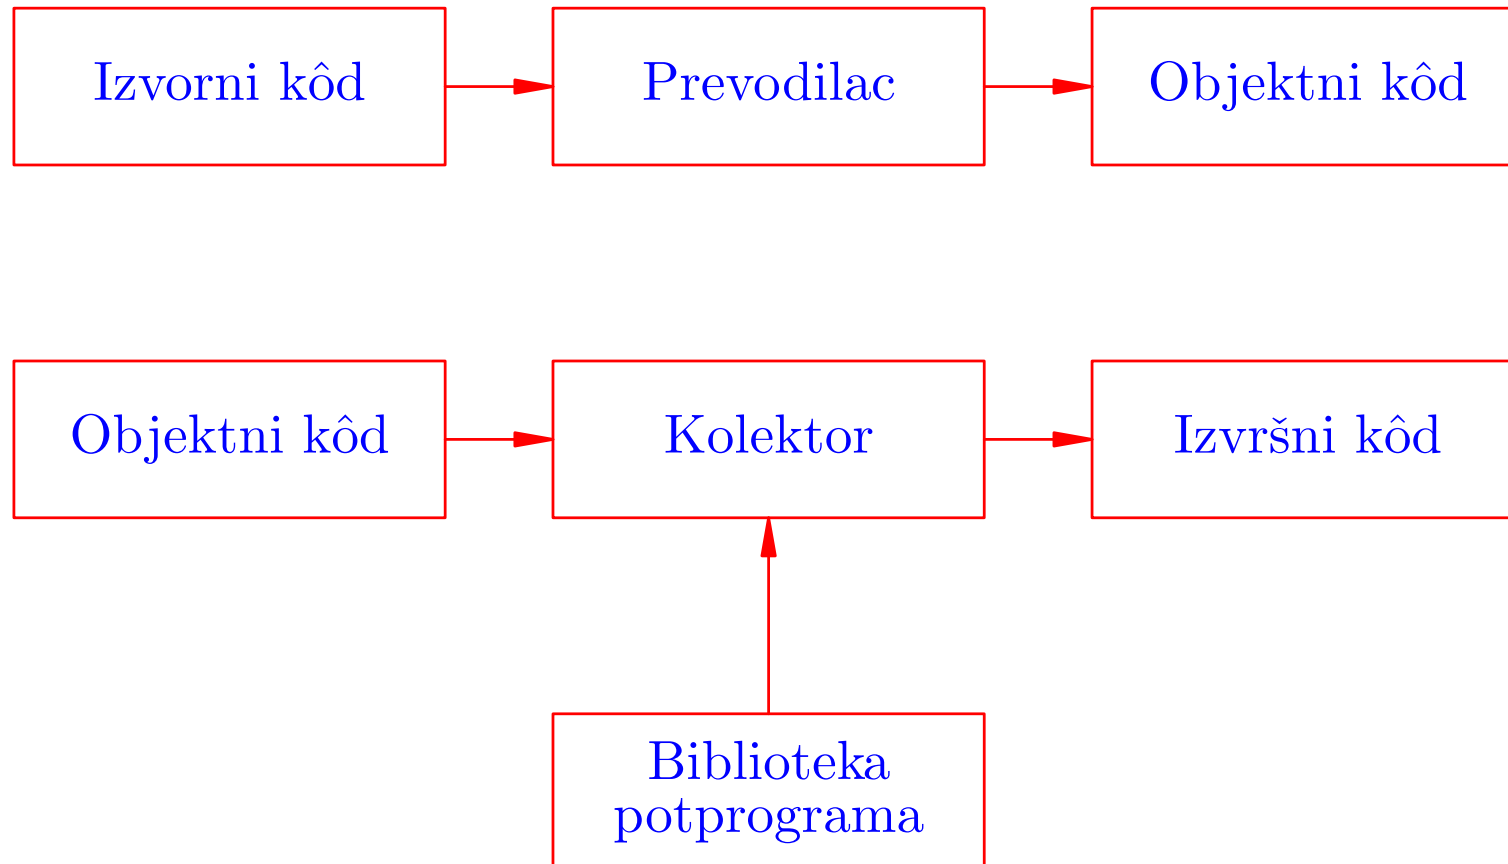 Izvorni kôd
Prevodilac
Objektni kôd
Objektni kôd
Kolektor
Izvršni kôd
Biblioteka
potprograma